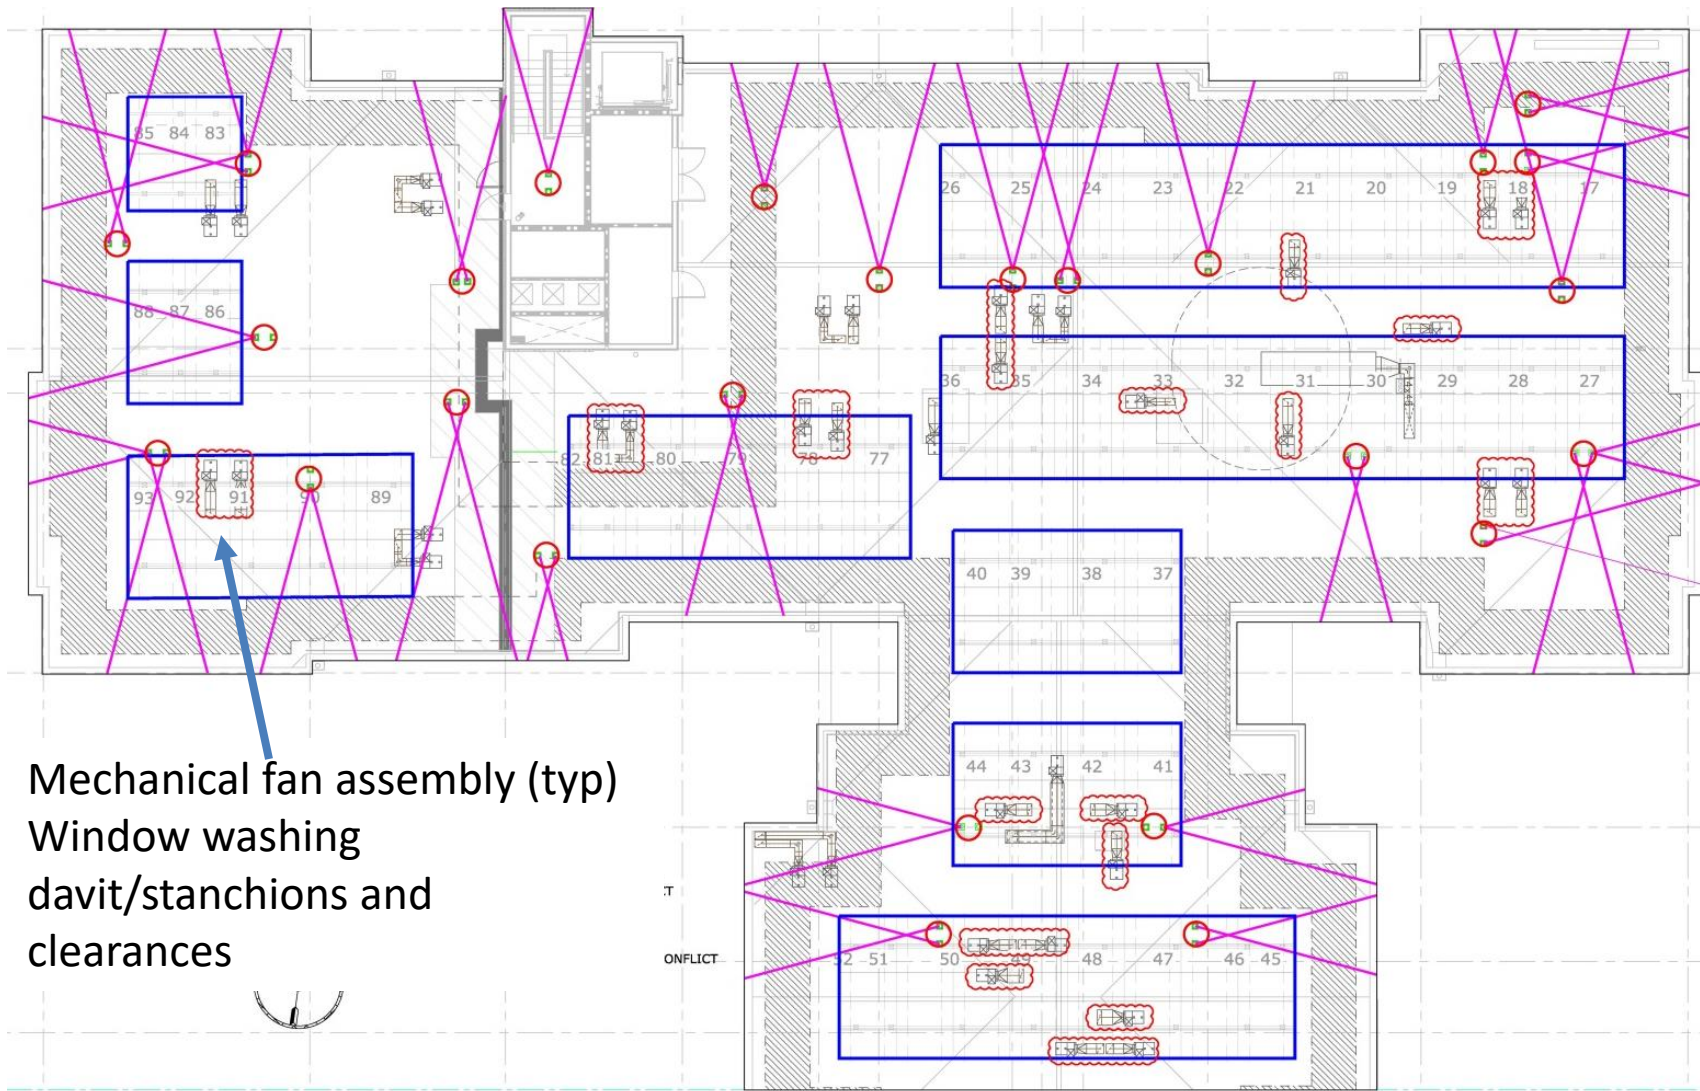 85 84 83
26 25 24 23 22 21 20 19 18 17
88 87 86
36 35 34 33 32 31 30 29 28 27
82 81 80 79 78 77
93 92 91 90 89
40 39 38 37
44 43 42 41
52 51 50 49 48 47 46 45
Mechanical fan assembly (typ)
Window washing
davit/stanchions and
clearances
CT
ONFLICT